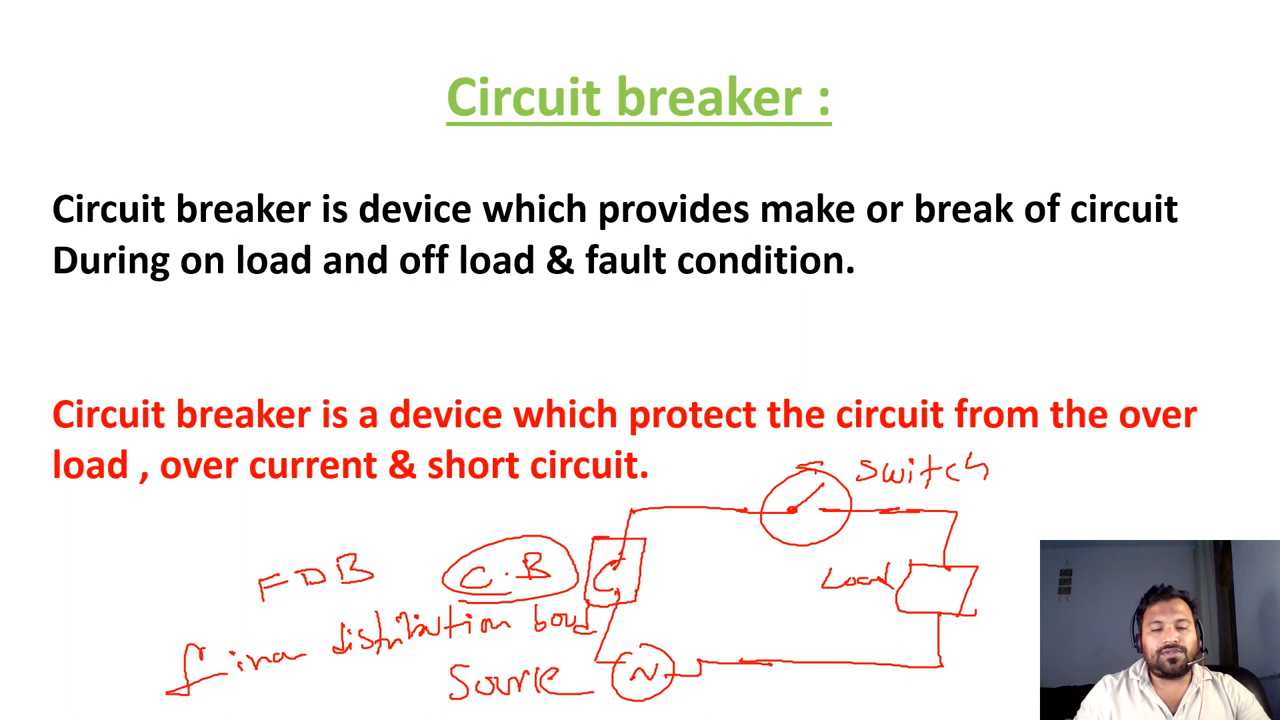 Circuit breaker :
Circuit breaker is device which provides make or break of circuit
During on load and off load & fault condition.
Circuit breaker is a device which protect the circuit from the over
load , over current & short circuit.
switch
FDB
C.B
Load
final distribution board
Source
N